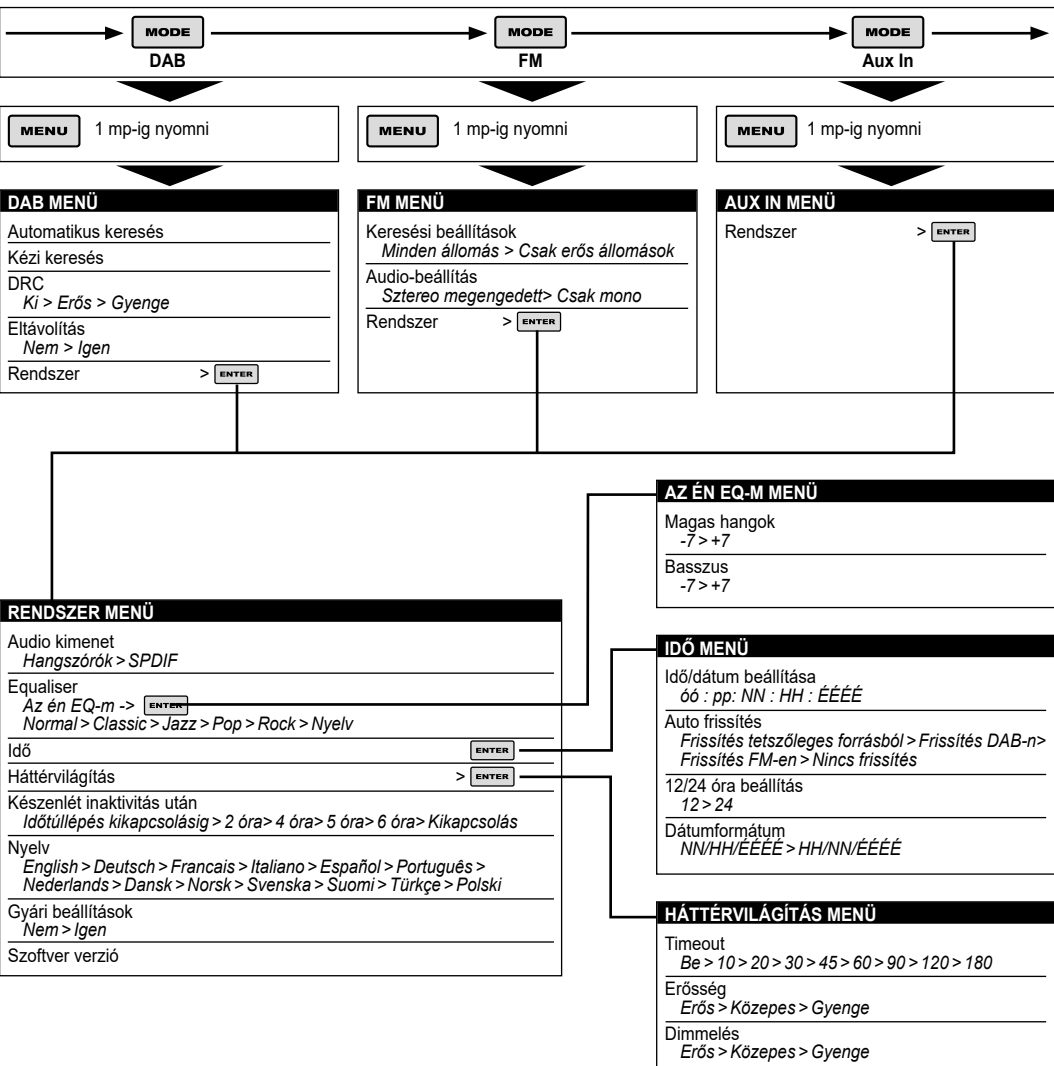 MODE MODE MODE
DAB FM Aux In
MENU 1 mp-ig nyomni
MENU 1 mp-ig nyomni
MENU 1 mp-ig nyomni
DAB MENÜ
Automatikus keresés
Kézi keresés
DRC
Ki > Erős > Gyenge
Eltávolítás
Nem > Igen
Rendszer > ENTER
FM MENÜ
Keresési beállítások
Minden állomás > Csak erős állomások
Audio-beállítás
Sztereo megengedett> Csak mono
Rendszer > ENTER
AUX IN MENÜ
Rendszer > ENTER
RENDSZER MENÜ
Audio kimenet
Hangszórók > SPDIF
Equaliser
Az én EQ-m -> ENTER
Normal > Classic > Jazz > Pop > Rock > Nyelv
Idő ENTER
Háttérvilágítás > ENTER
Készenlét inaktivitás után
Időtúllépés kikapcsolásig > 2 óra> 4 óra> 5 óra> 6 óra> Kikapcsolás
Nyelv
English > Deutsch > Francais > Italiano > Español > Português >
Nederlands > Dansk > Norsk > Svenska > Suomi > Türkçe > Polski
Gyári beállítások
Nem > Igen
Szoftver verzió
AZ ÉN EQ-M MENÜ
Magas hangok
-7 > +7
Basszus
-7 > +7
IDŐ MENÜ
Idő/dátum beállítása
óó : pp: NN : HH : ÉÉÉÉ
Auto frissítés
Frissítés tetszőleges forrásból > Frissítés DAB-n>
Frissítés FM-en > Nincs frissítés
12/24 óra beállítás
12 > 24
Dátumformátum
NN/HH/ÉÉÉÉ > HH/NN/ÉÉÉÉ
HÁTTÉRVILÁGÍTÁS MENÜ
Timeout
Be > 10 > 20 > 30 > 45 > 60 > 90 > 120 > 180
Erősség
Erős > Közepes > Gyenge
Dimmelés
Erős > Közepes > Gyenge